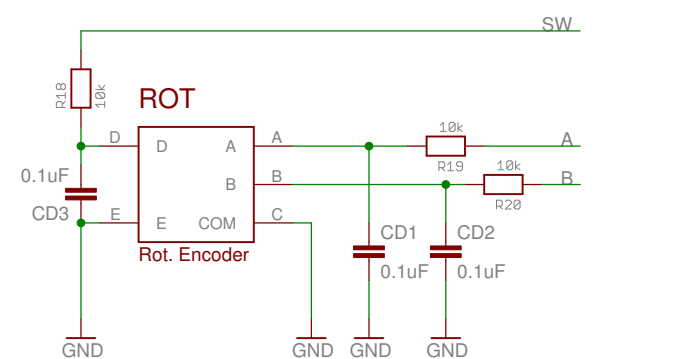 SW
R18
10k
ROT
D
D
A
A
10k
R19
A
0.1uF
CD3
B
B
10k
R20
B
E
E
COM
C
Rot. Encoder
CD1
0.1uF
CD2
0.1uF
GND
GND
GND
GND